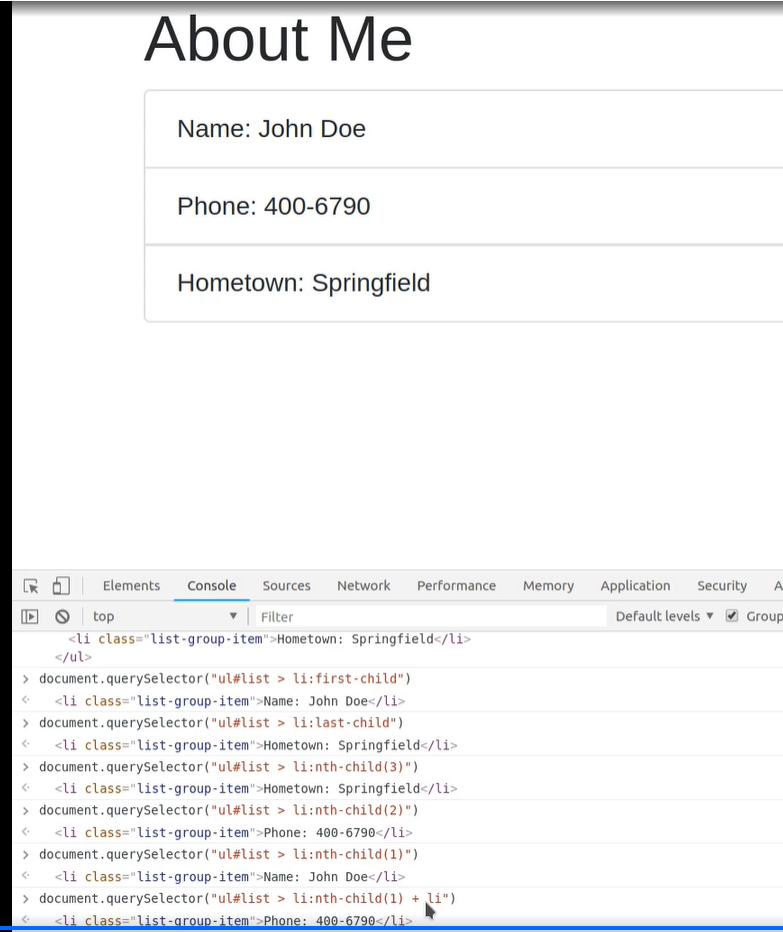 About Me
Name: John Doe
Phone: 400-6790
Hometown: Springfield
Elements Console Sources Network Performance Memory Application Security A
top ▼ Filter Default levels ▼ Group
<li class="list-group-item">Hometown: Springfield</li>
</ul>
> document.querySelector("ul#list > li:first-child")
<li class="list-group-item">Name: John Doe</li>
> document.querySelector("ul#list > li:last-child")
<li class="list-group-item">Hometown: Springfield</li>
> document.querySelector("ul#list > li:nth-child(3)")
<li class="list-group-item">Hometown: Springfield</li>
> document.querySelector("ul#list > li:nth-child(2)")
<li class="list-group-item">Phone: 400-6790</li>
> document.querySelector("ul#list > li:nth-child(1)")
<li class="list-group-item">Name: John Doe</li>
> document.querySelector("ul#list > li:nth-child(1) + li")
<li class="list-group-item">Phone: 400-6790</li>